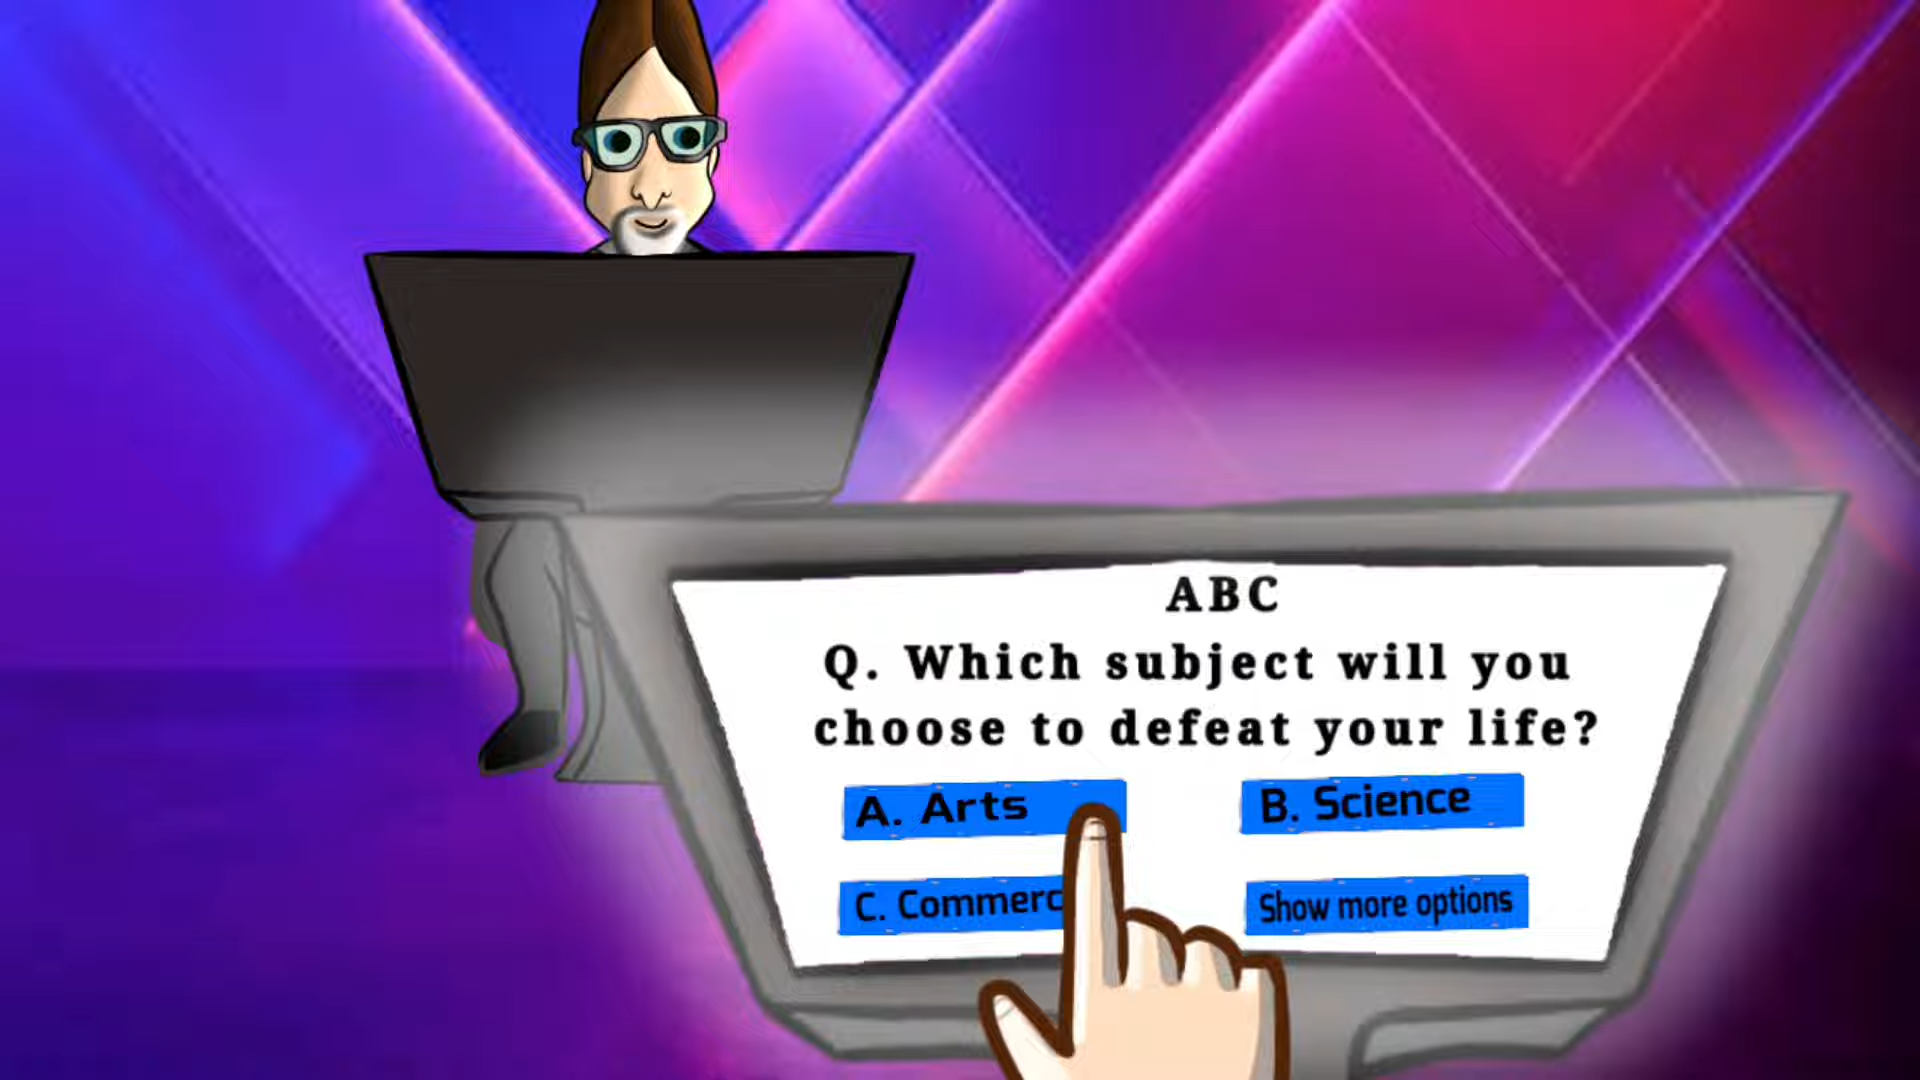 ABC
Q. Which subject will you
choose to defeat your life?
A. Arts
B. Science
C. Commerc
Show more options